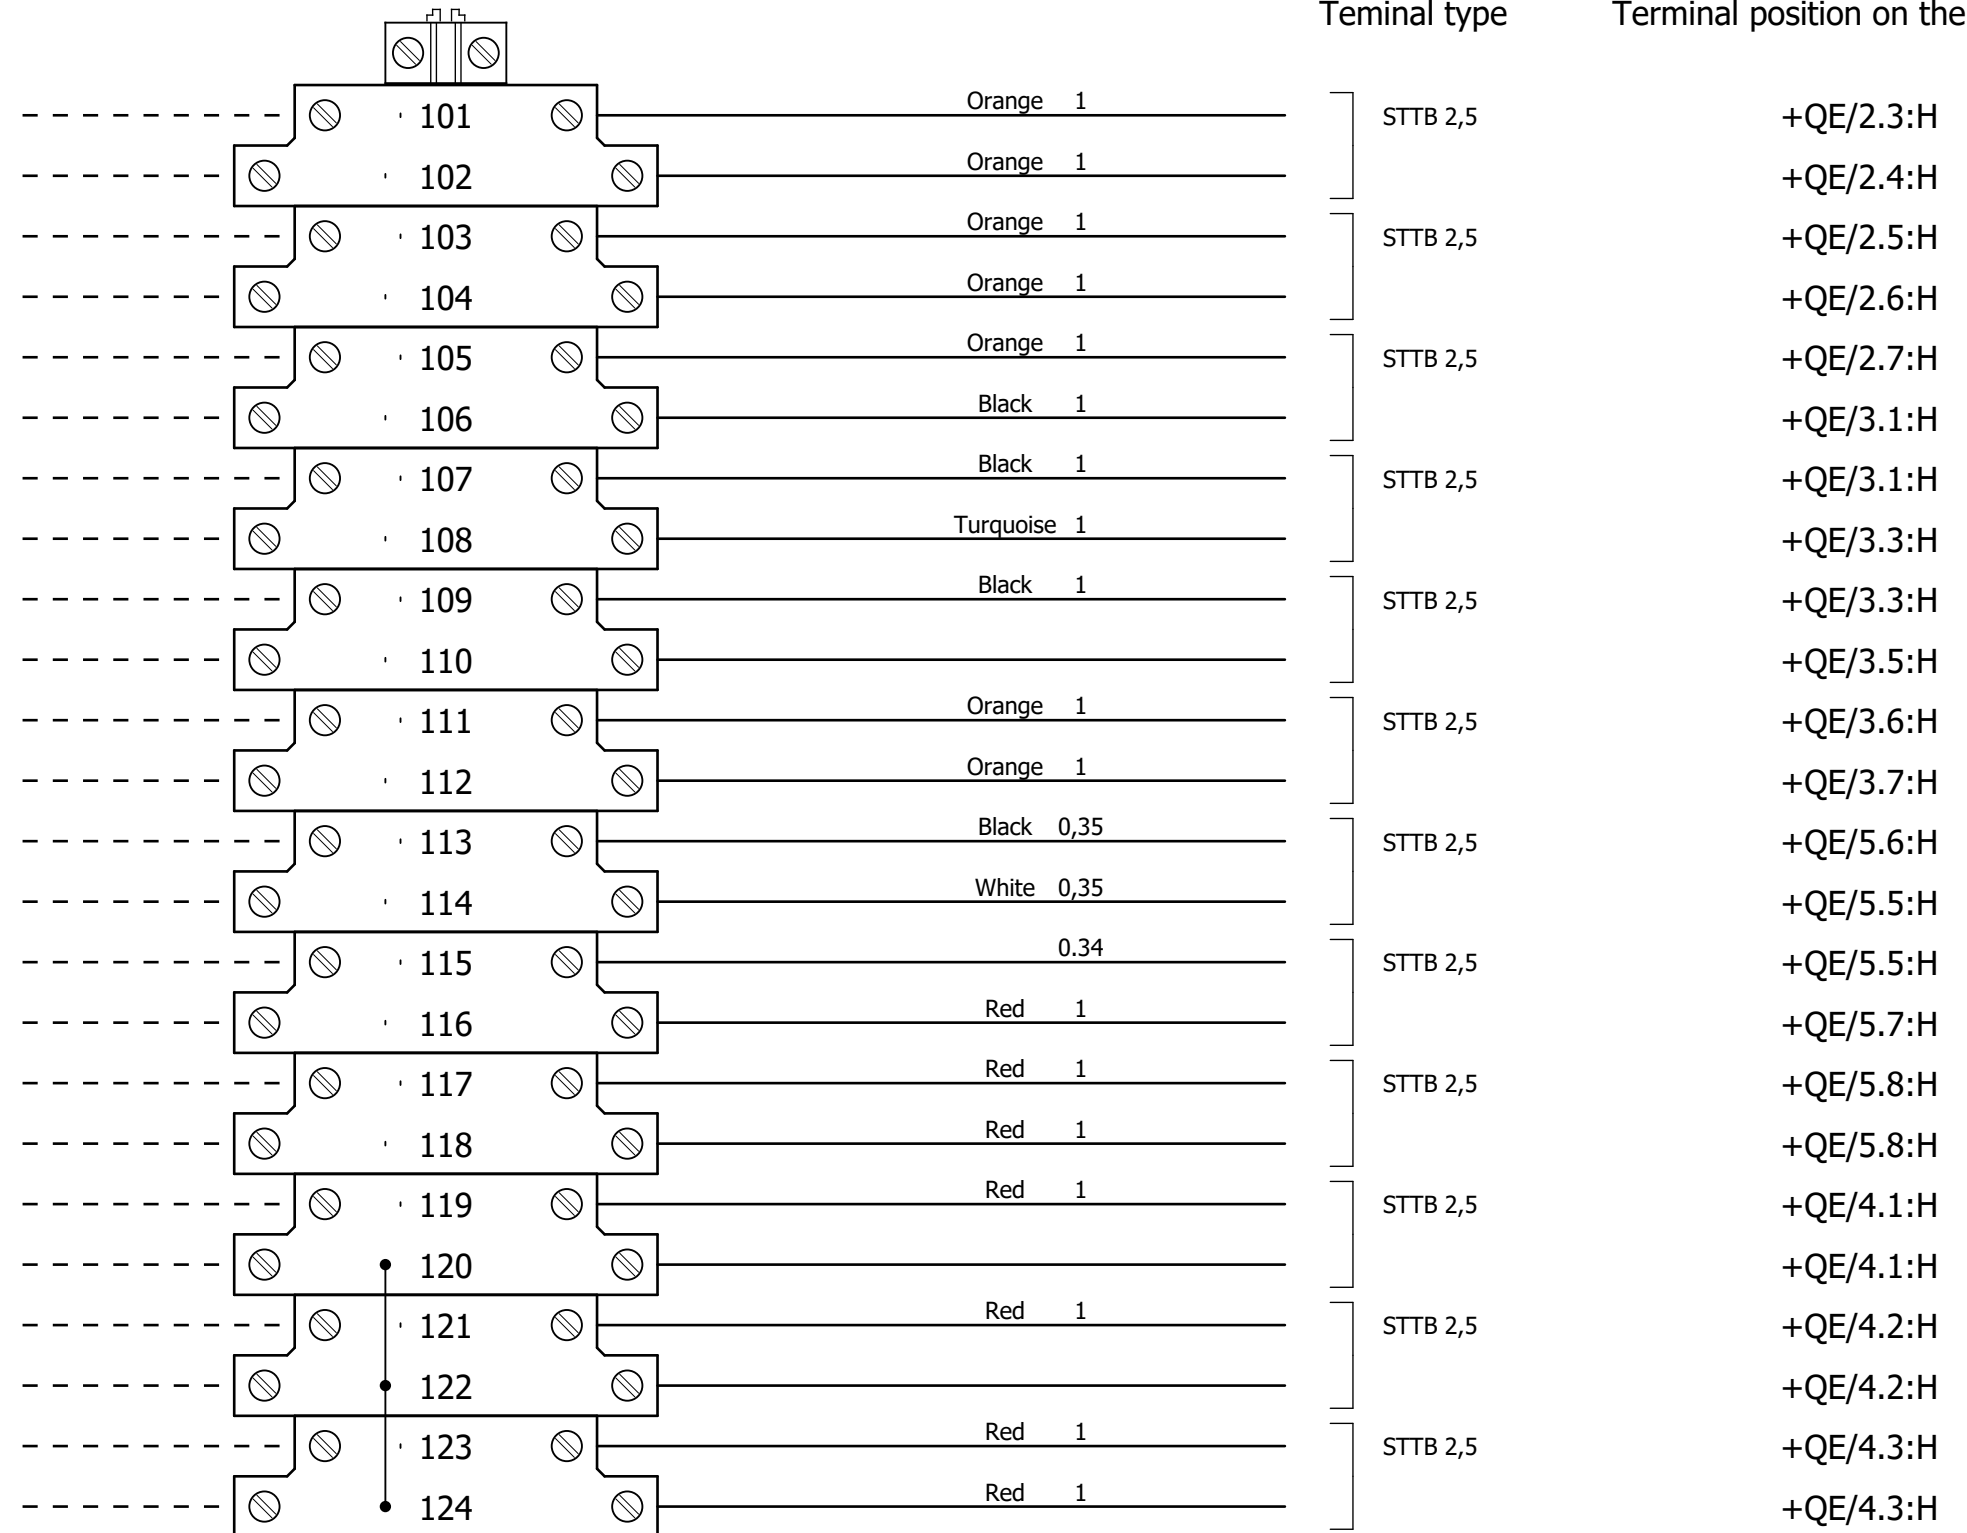 Teminal type Terminal position on the
101 Orange 1 STTB 2,5 +QE/2.3:H
102 Orange 1 +QE/2.4:H
103 Orange 1 STTB 2,5 +QE/2.5:H
104 Orange 1 +QE/2.6:H
105 Orange 1 STTB 2,5 +QE/2.7:H
106 Black 1 +QE/3.1:H
107 Black 1 STTB 2,5 +QE/3.1:H
108 Turquoise 1 +QE/3.3:H
109 Black 1 STTB 2,5 +QE/3.3:H
110 +QE/3.5:H
111 Orange 1 STTB 2,5 +QE/3.6:H
112 Orange 1 +QE/3.7:H
113 Black 0,35 STTB 2,5 +QE/5.6:H
114 White 0,35 +QE/5.5:H
115 0.34 STTB 2,5 +QE/5.5:H
116 Red 1 +QE/5.7:H
117 Red 1 STTB 2,5 +QE/5.8:H
118 Red 1 +QE/5.8:H
119 Red 1 STTB 2,5 +QE/4.1:H
120 +QE/4.1:H
121 Red 1 STTB 2,5 +QE/4.2:H
122 +QE/4.2:H
123 Red 1 STTB 2,5 +QE/4.3:H
124 Red 1 +QE/4.3:H